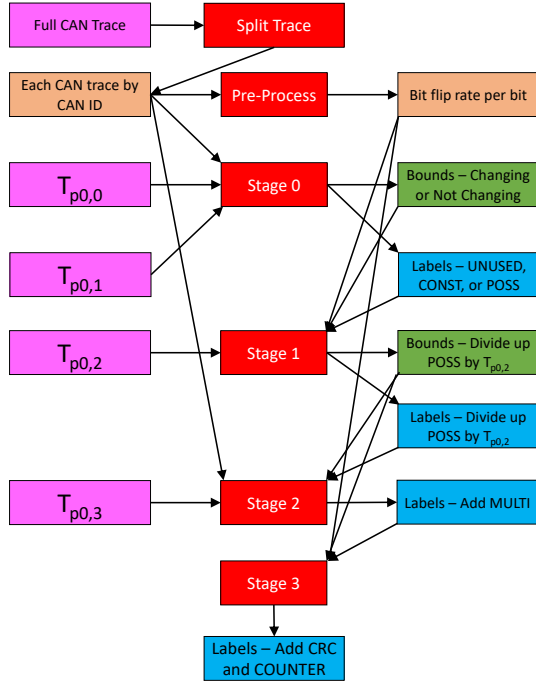 Full CAN Trace
Split Trace
Each CAN trace by
CAN ID
Pre-Process
Bit flip rate per bit
Tp0,0
Stage 0
Bounds – Changing
or Not Changing
Tp0,1
Labels – UNUSED,
CONST, or POSS
Tp0,2
Stage 1
Bounds – Divide up
POSS by Tp0,2
Labels – Divide up
POSS by Tp0,2
Tp0,3
Stage 2
Labels – Add MULTI
Stage 3
Labels – Add CRC
and COUNTER